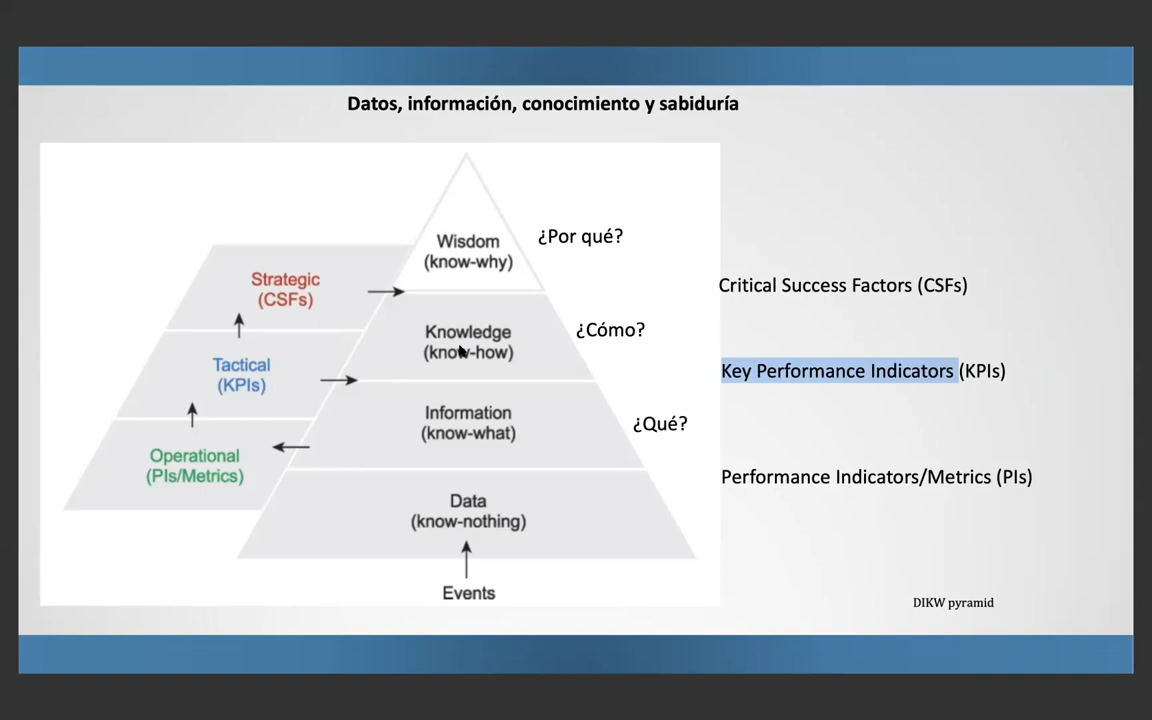 Datos, información, conocimiento y sabiduría
Wisdom
(know-why)
¿Por qué?
Strategic
(CSFs)
Critical Success Factors (CSFs)
Knowledge
(know-how)
¿Cómo?
Tactical
(KPIs)
Key Performance Indicators (KPIs)
Information
(know-what)
¿Qué?
Operational
(PIs/Metrics)
Performance Indicators/Metrics (PIs)
Data
(know-nothing)
Events
DIKW pyramid